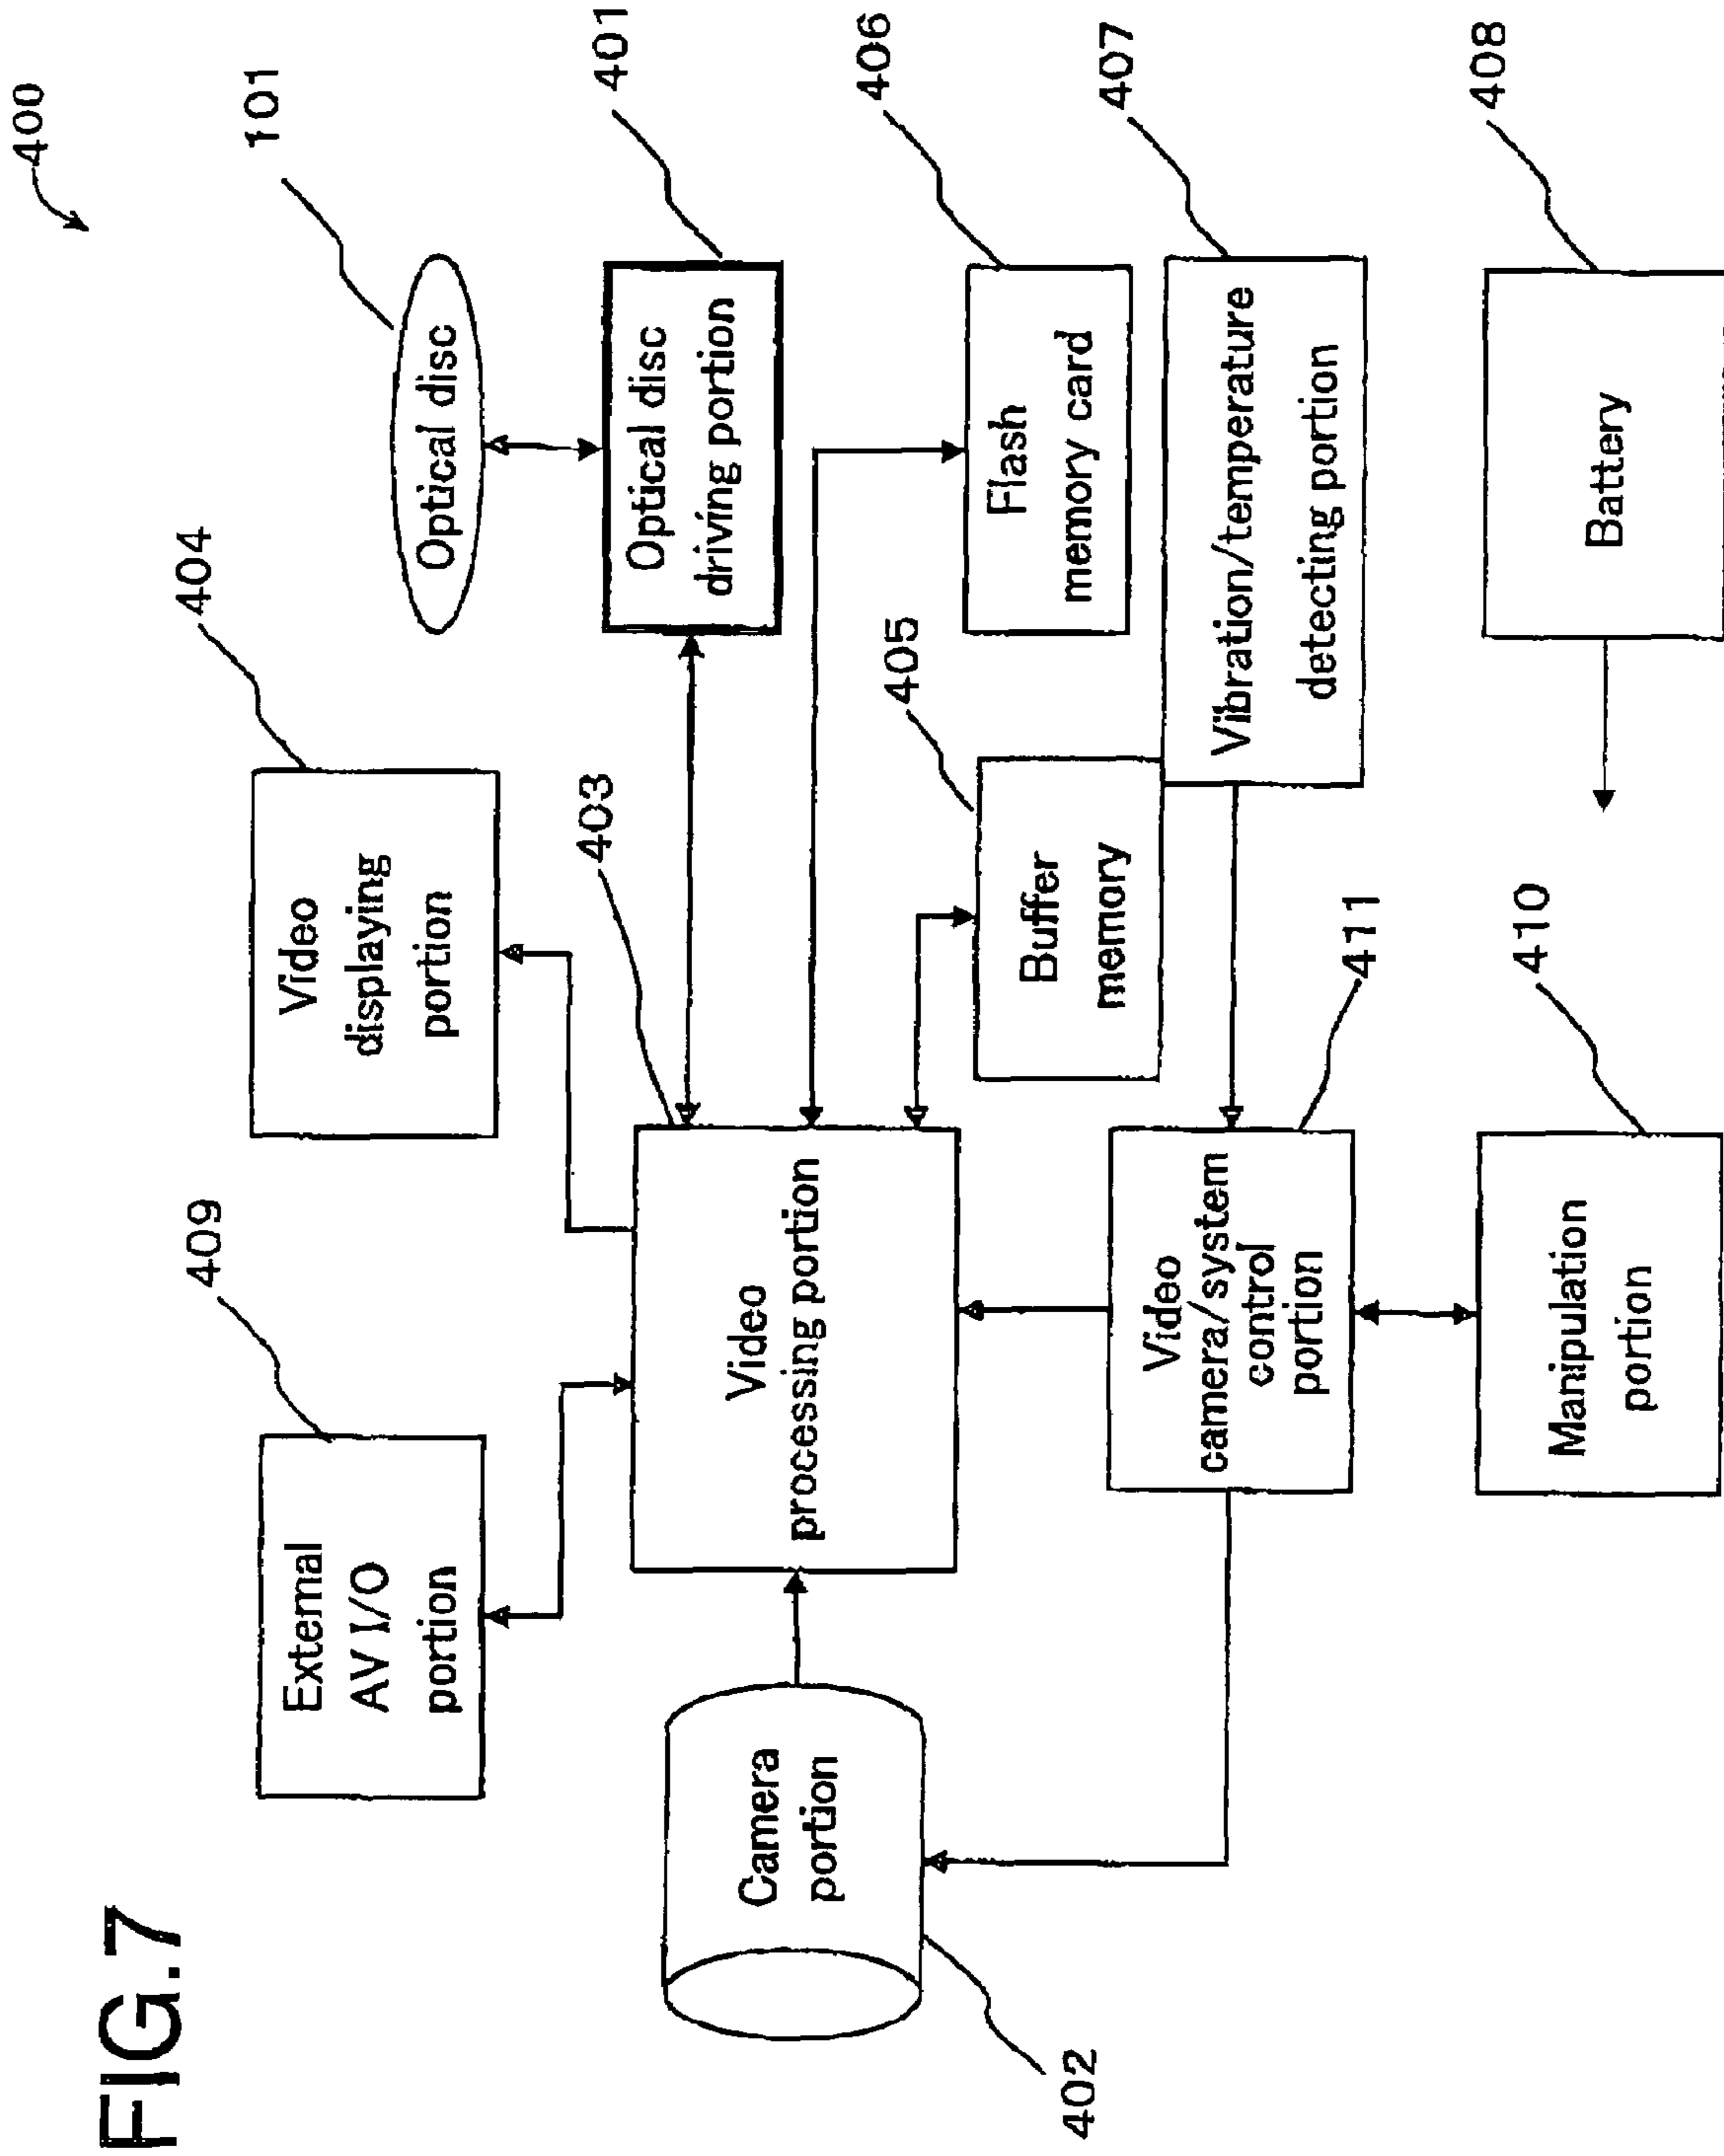 FIG.7
400
409
External
AV I/O
portion
404
Video
displaying
portion
101
Optical disc
401
Optical disc
driving portion
403
Video
processing portion
Camera
portion
402
406
Flash
memory card
405
Buffer
memory
407
Vibration/temperature
detecting portion
411
Video
camera/system
control
portion
410
Manipulation
portion
408
Battery